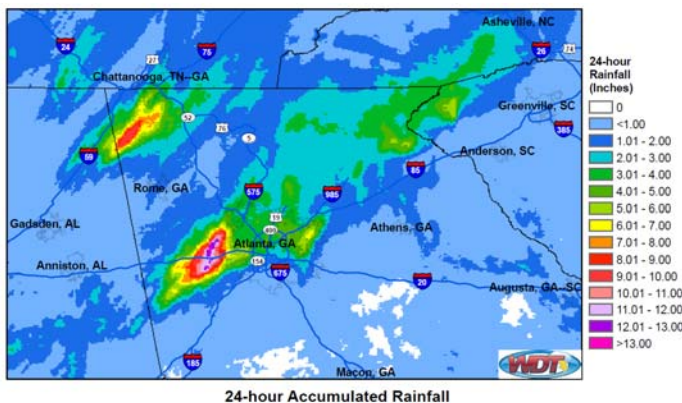 Asheville, NC
24
75
27
26
74
Chattanooga, TN--GA
52
76
Greenville, SC
385
5
59
Anderson, SC
85
Rome, GA
575
985
19
Gadsden, AL
Atlanta, GA
Athens, GA
Anniston, AL
154
675
20
Augusta, GA--SC
185
Macon, GA
WDT
24-hour
Rainfall
(Inches)
0
<1.00
1.01 - 2.00
2.01 - 3.00
3.01 - 4.00
4.01 - 5.00
5.01 - 6.00
6.01 - 7.00
7.01 - 8.00
8.01 - 9.00
9.01 - 10.00
10.01 - 11.00
11.01 - 12.00
12.01 - 13.00
>13.00
24-hour Accumulated Rainfall